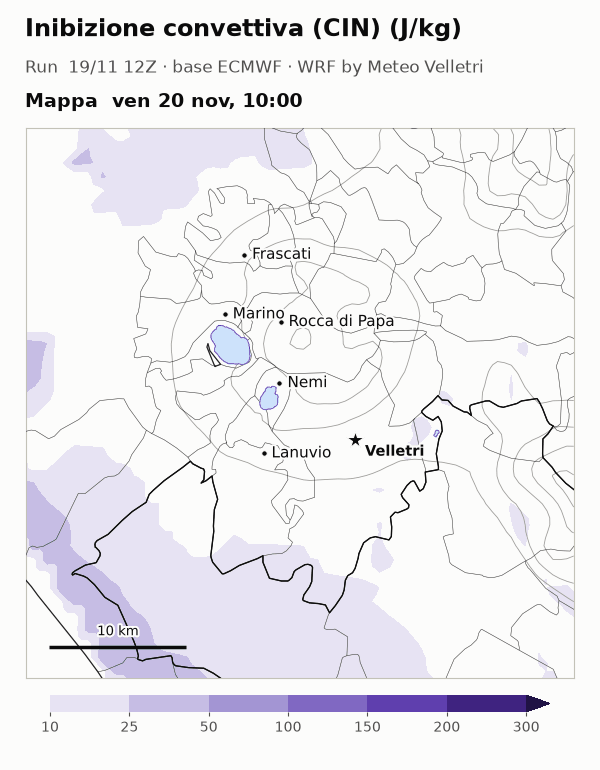 Inibizione convettiva (CIN) (J/kg)
Run  19/11 12Z · base ECMWF · WRF by Meteo Velletri
Mappa  ven 20 nov, 10:00
Frascati
Marino
Rocca di Papa
Nemi
Velletri
Lanuvio
10 km
10 25 50 100 150 200 300